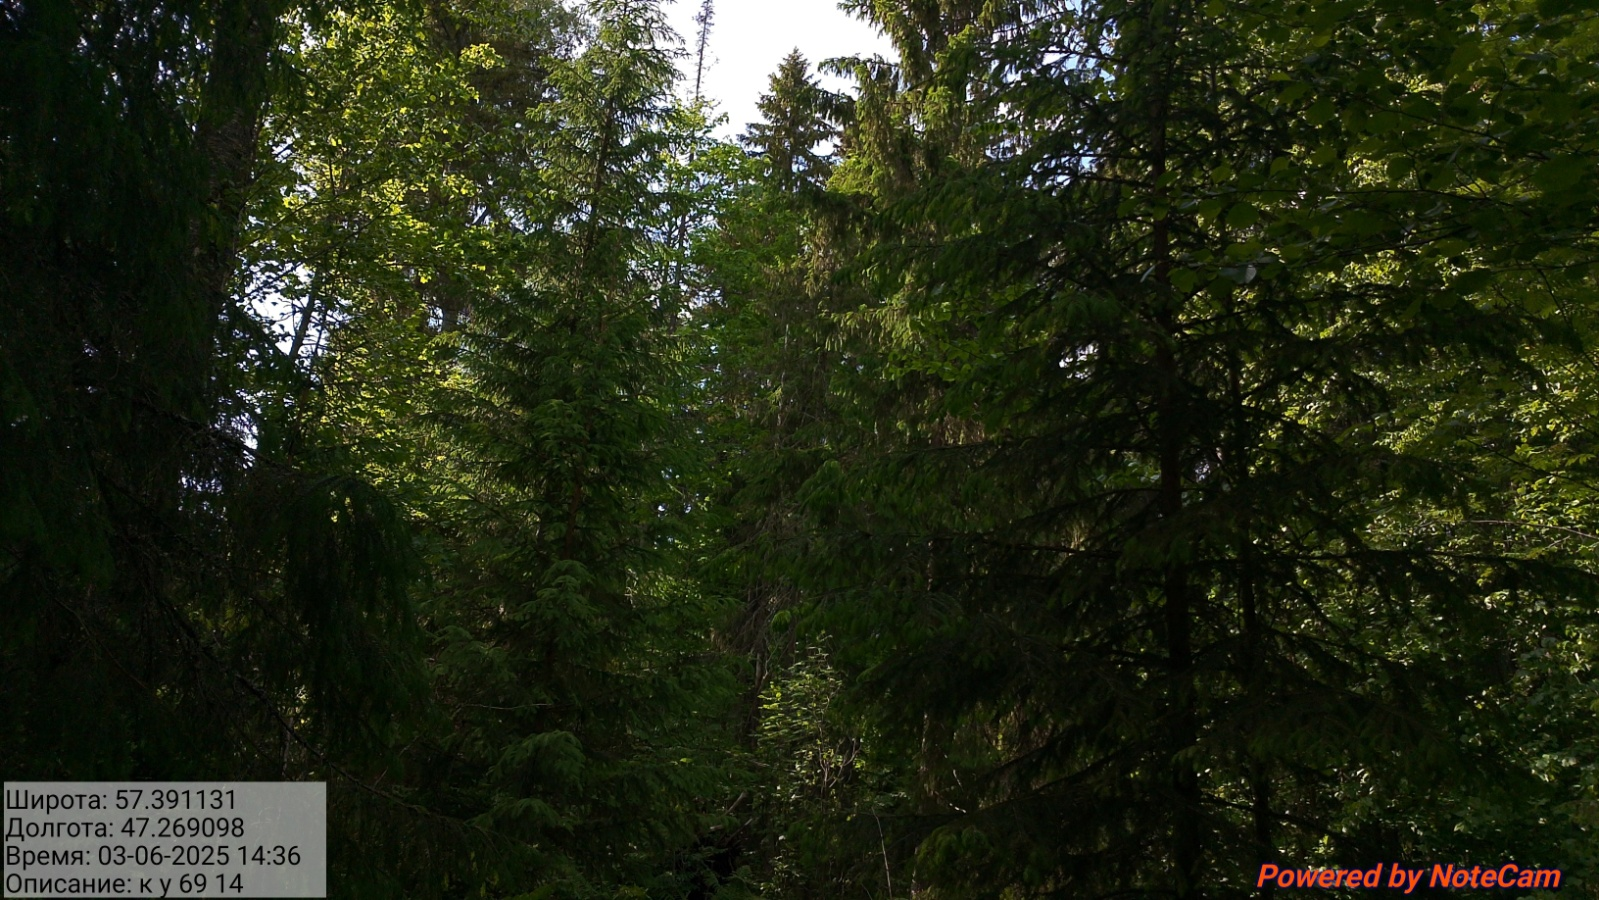 Широта: 57.391131
Долгота: 47.269098
Время: 03-06-2025 14:36
Описание: к у 69 14
Powered by NoteCam